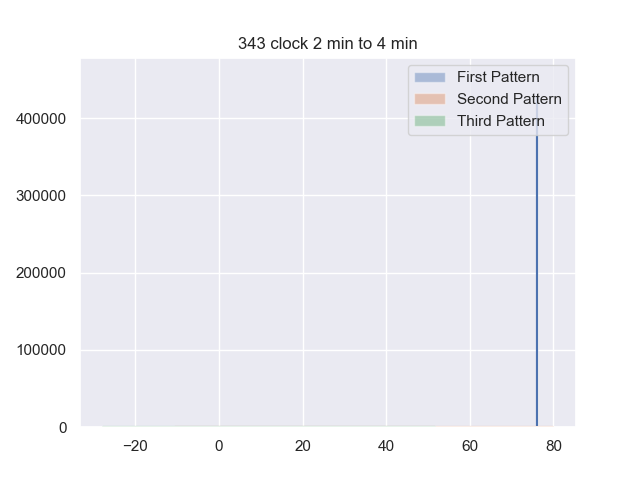 343 clock 2 min to 4 min
First Pattern
Second Pattern
Third Pattern
400000
300000
200000
100000
0
−20 0 20 40 60 80